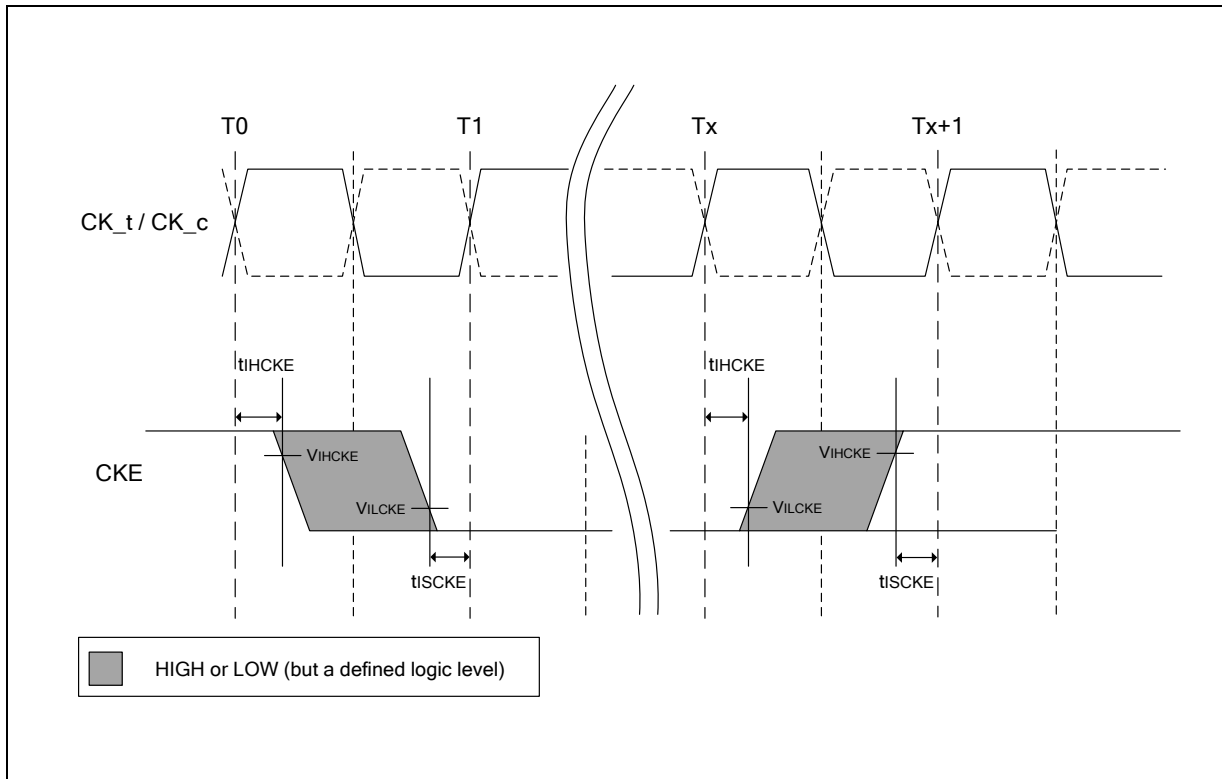 T0 T1 Tx Tx+1
CK_t / CK_c
tIHCKE tIHCKE
VIHCKE VIHCKE
CKE
VILCKE VILCKE
tISCKE tISCKE
HIGH or LOW (but a defined logic level)